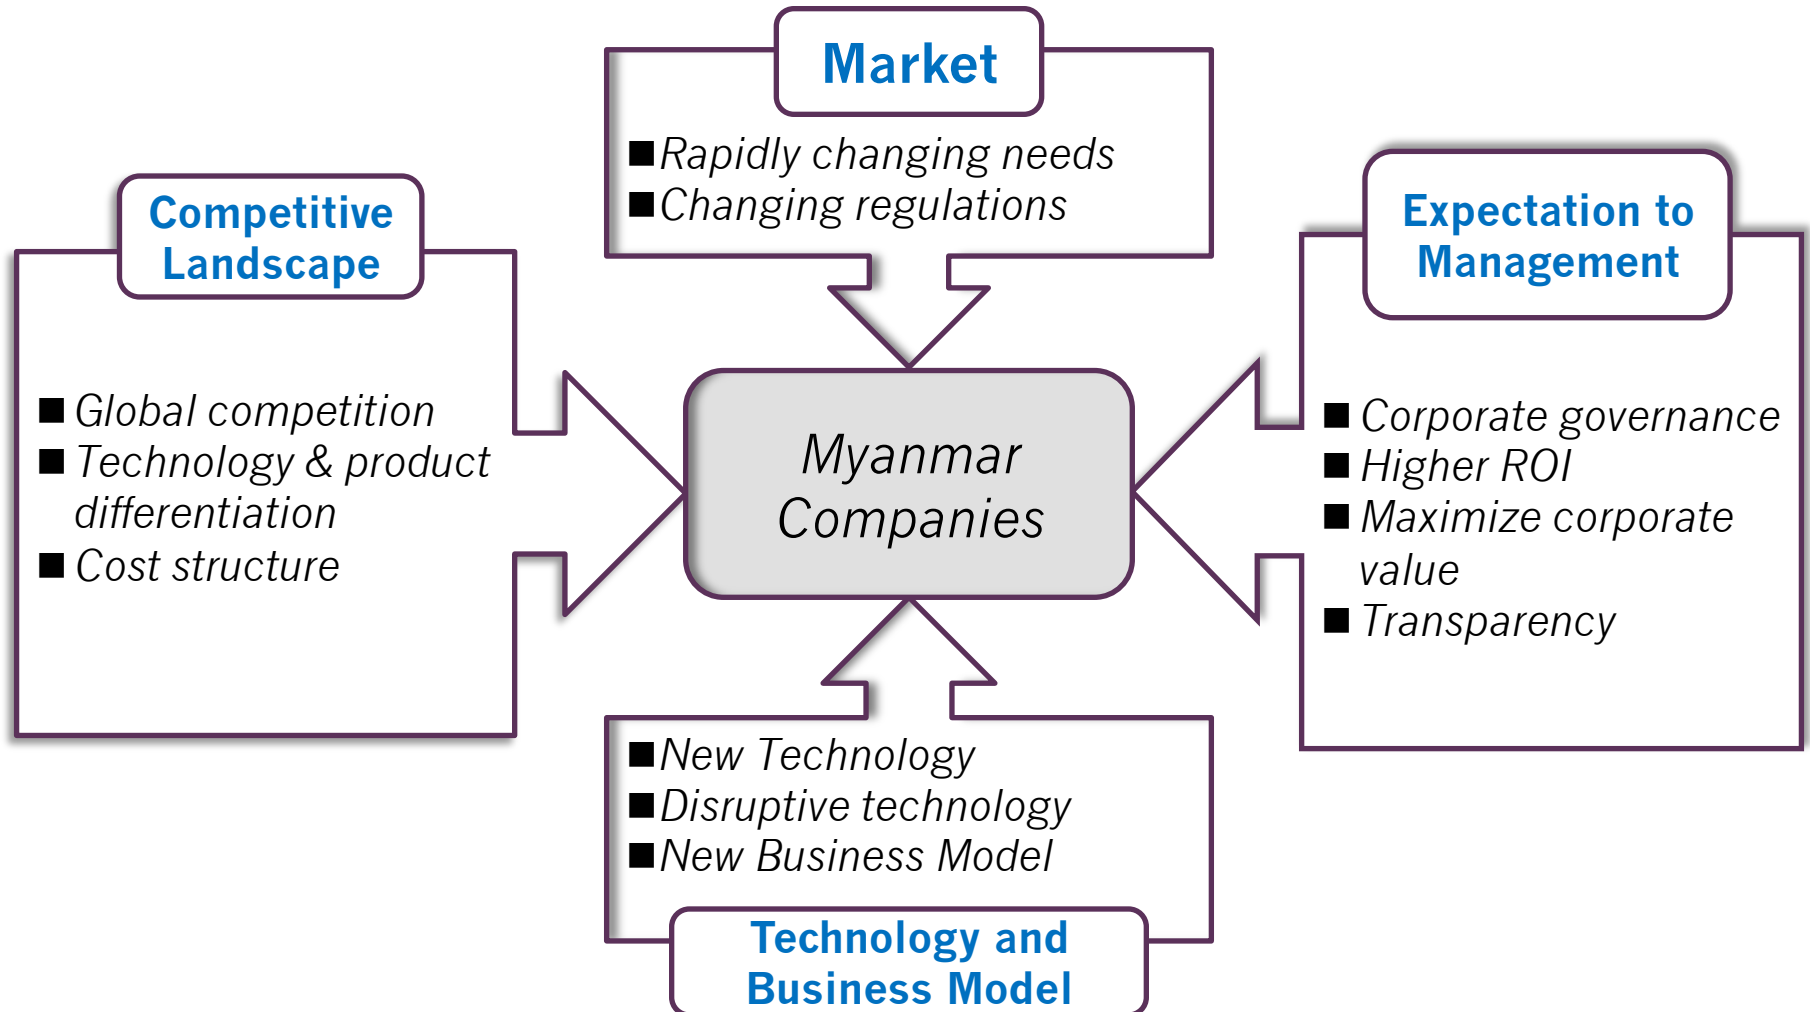 Market
■Rapidly changing needs
■Changing regulations
Competitive
Landscape
■ Global competition
■ Technology & product
differentiation
■ Cost structure
Myanmar
Companies
Expectation to
Management
■ Corporate governance
■ Higher ROI
■ Maximize corporate
value
■ Transparency
■New Technology
■Disruptive technology
■New Business Model
Technology and
Business Model